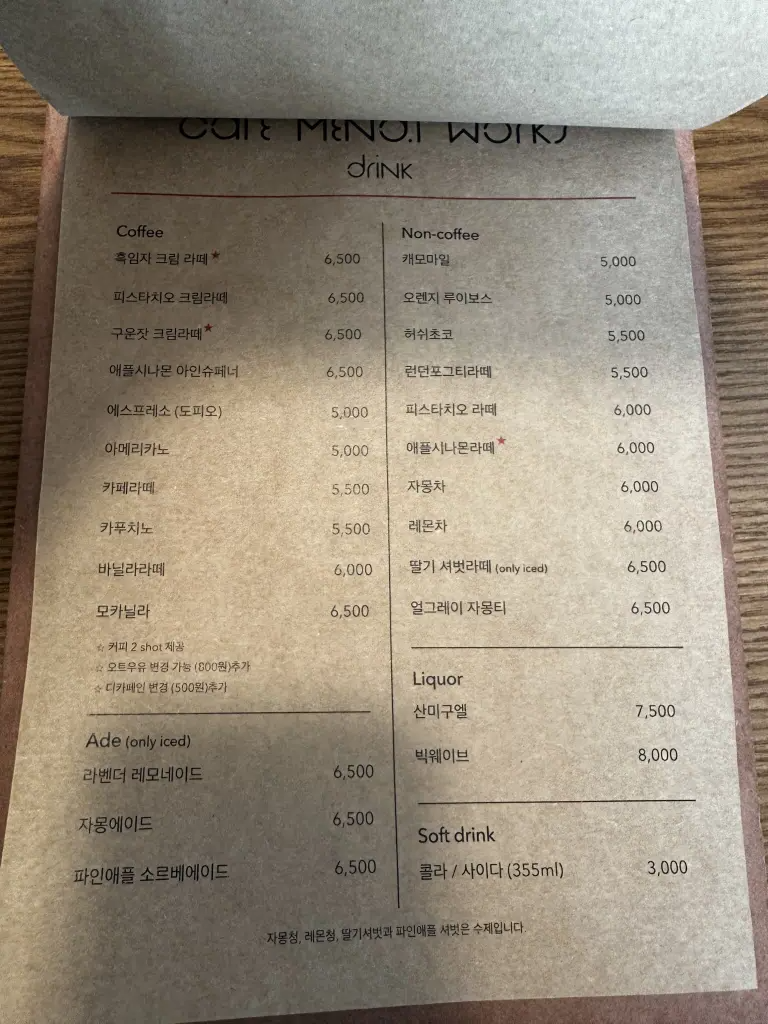 CAFE MENO.T WORKS
drink
Coffee
흑임자 크림 라떼★ 6,500
피스타치오 크림라떼 6,500
구운잣 크림라떼★ 6,500
애플시나몬 아인슈페너 6,500
에스프레소 (도피오) 5,000
아메리카노 5,000
카페라떼 5,500
카푸치노 5,500
바닐라라떼 6,000
모카닐라 6,500
☆ 커피 2 shot 제공
☆ 오트우유 변경 가능 (800원)추가
☆ 디카페인 변경 (500원)추가
Ade (only iced)
라벤더 레모네이드 6,500
자몽에이드 6,500
파인애플 소르베에이드 6,500
Non-coffee
캐모마일 5,000
오렌지 루이보스 5,000
허쉬초코 5,500
런던포그티라떼 5,500
피스타치오 라떼 6,000
애플시나몬라떼★ 6,000
자몽차 6,000
레몬차 6,000
딸기 셔벗라떼 (only iced) 6,500
얼그레이 자몽티 6,500
Liquor
산미구엘 7,500
빅웨이브 8,000
Soft drink
콜라 / 사이다 (355ml) 3,000
자몽청, 레몬청, 딸기셔벗과 파인애플 셔벗은 수제입니다.